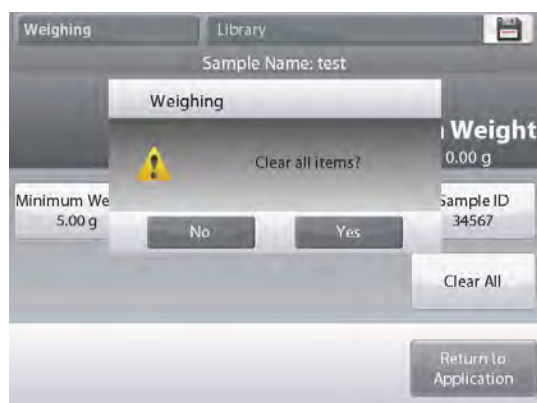 Weighing
Library
Sample Name: test
Weighing
Weight
0.00 g
Clear all items?
Minimum We
5.00 g
Sample ID
34567
No
Yes
Clear All
Return to
Application